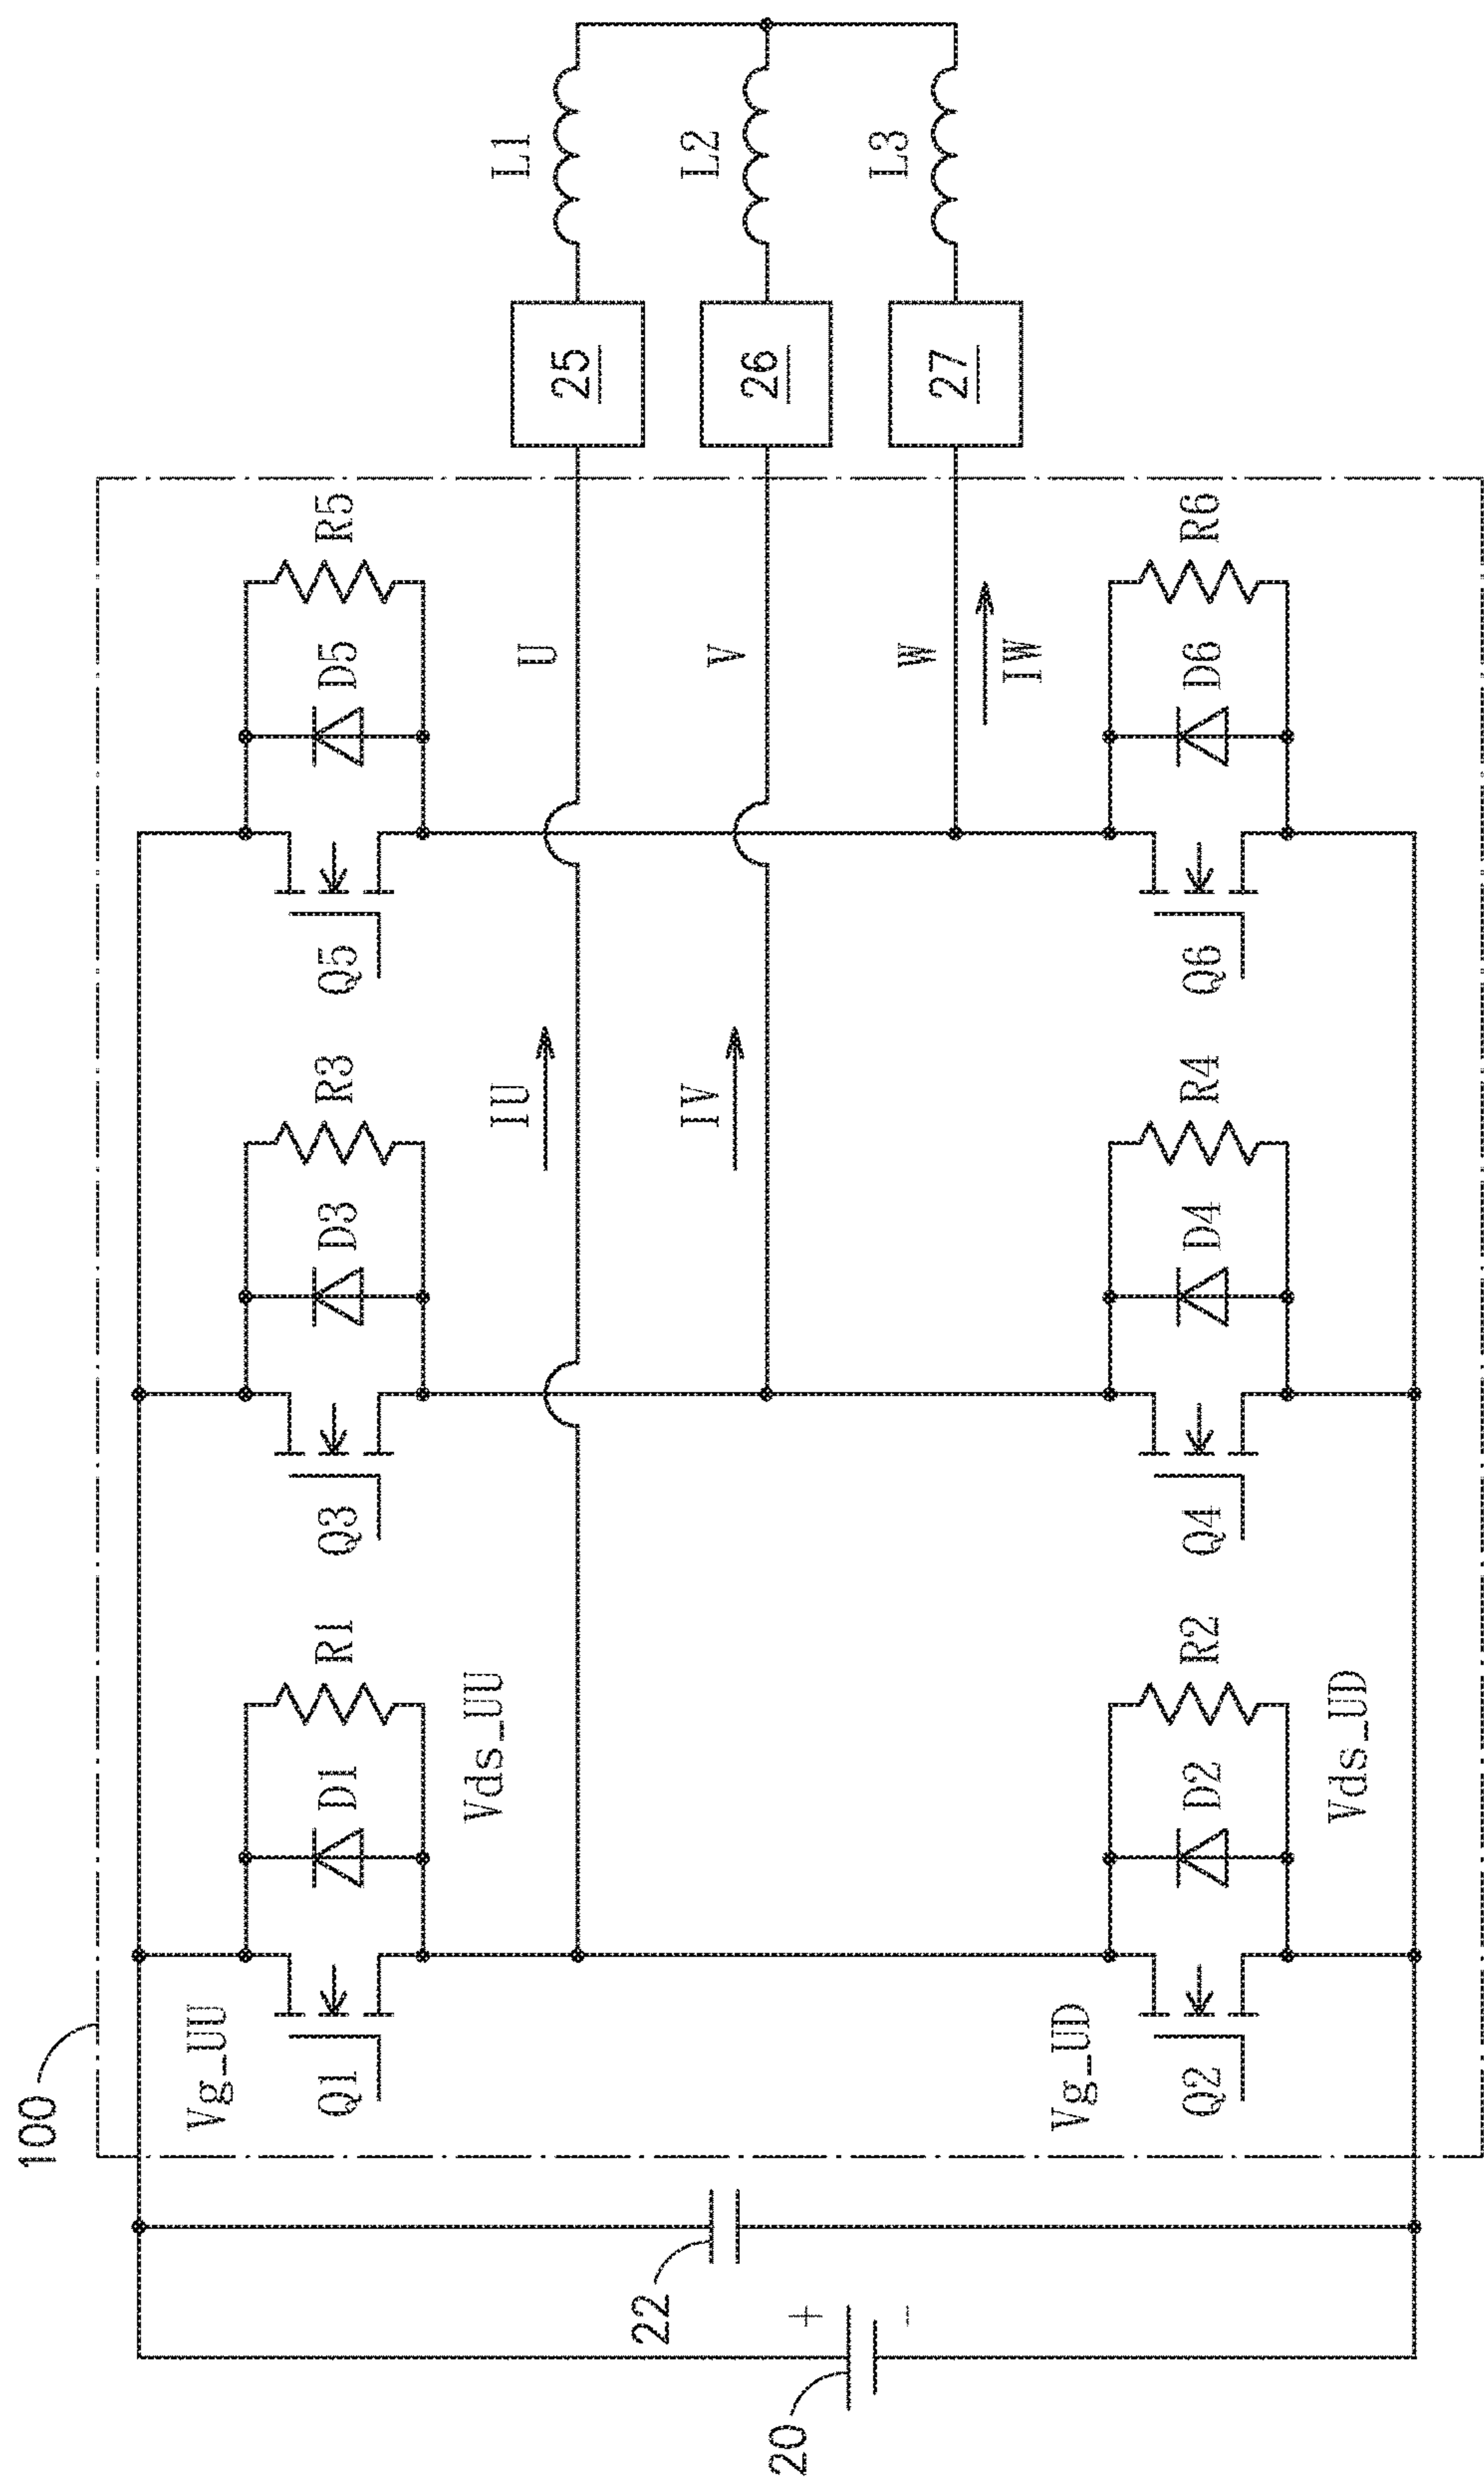 100
Vg_UU
Q1
D1
R1
Vds_UU
Q3
D3
R3
Q5
D5
R5
IU
U
25
L1
IV
V
26
L2
W
IW
27
L3
22
20
+
-
Vg_UD
Q2
D2
R2
Vds_UD
Q4
D4
R4
Q6
D6
R6